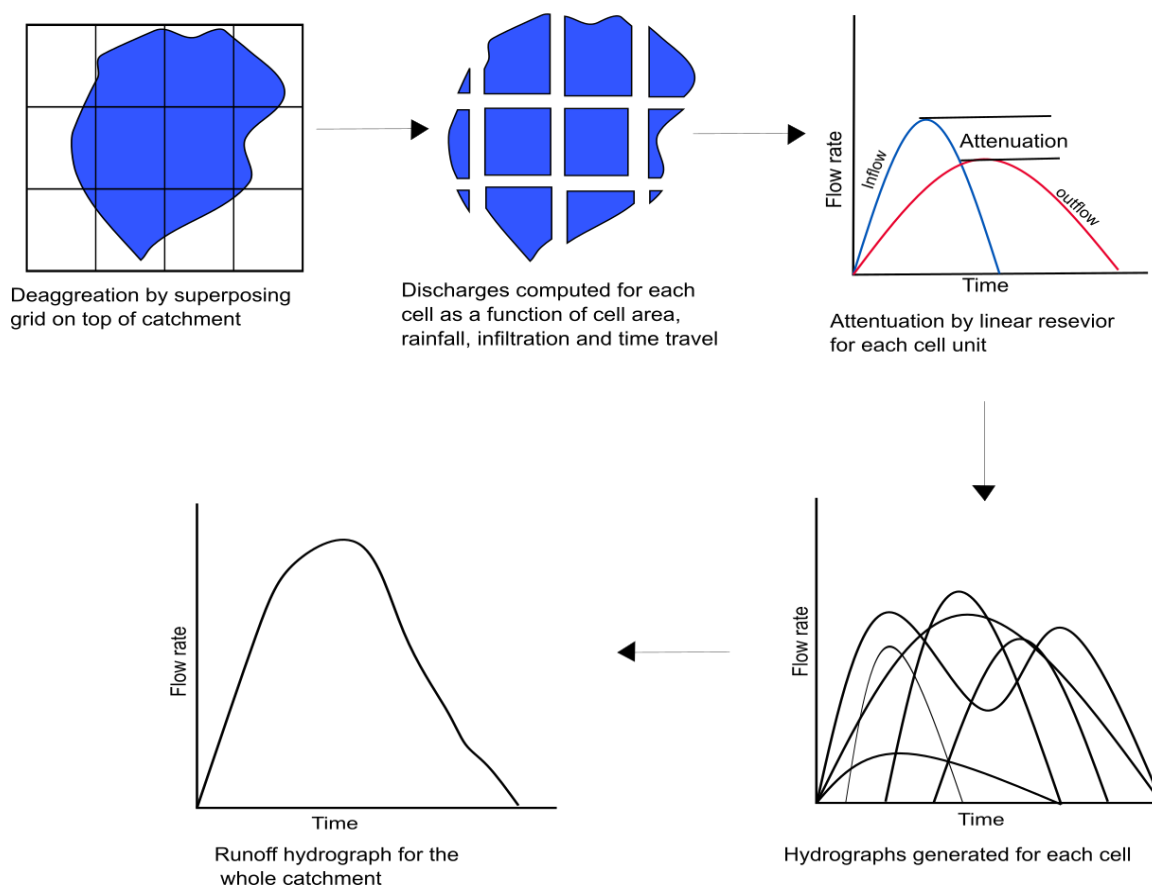 Deaggreation by superposing
grid on top of catchment
Discharges computed for each
cell as a function of cell area,
rainfall, infiltration and time travel
Flow rate
Inflow
Attenuation
outflow
Time
Attentuation by linear resevior
for each cell unit
Flow rate
Time
Hydrographs generated for each cell
Flow rate
Time
Runoff hydrograph for the
whole catchment